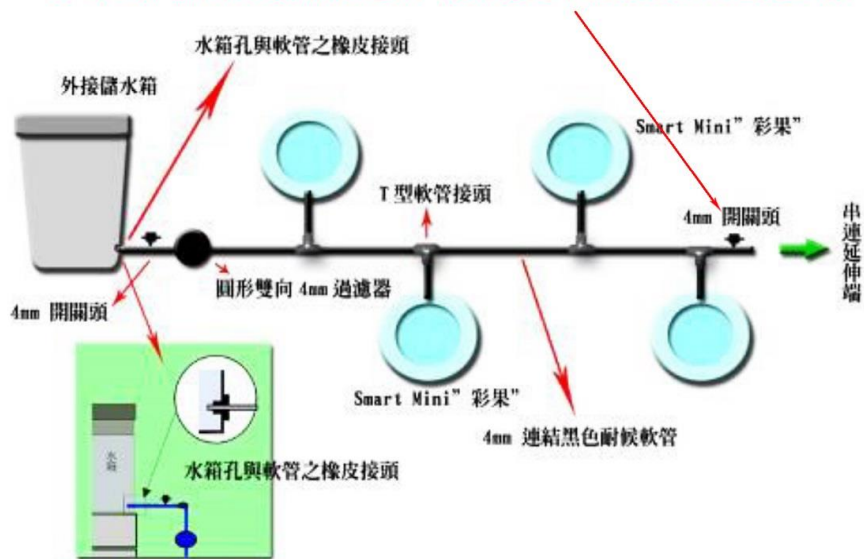 水箱孔與軟管之橡皮接頭
外接儲水箱
Smart Mini”彩果”
T 型軟管接頭
4mm 開關頭
串連延伸端
圓形雙向 4mm 過濾器
4mm 開關頭
Smart Mini”彩果”
4mm 連結黑色耐候軟管
水箱
水箱孔與軟管之橡皮接頭